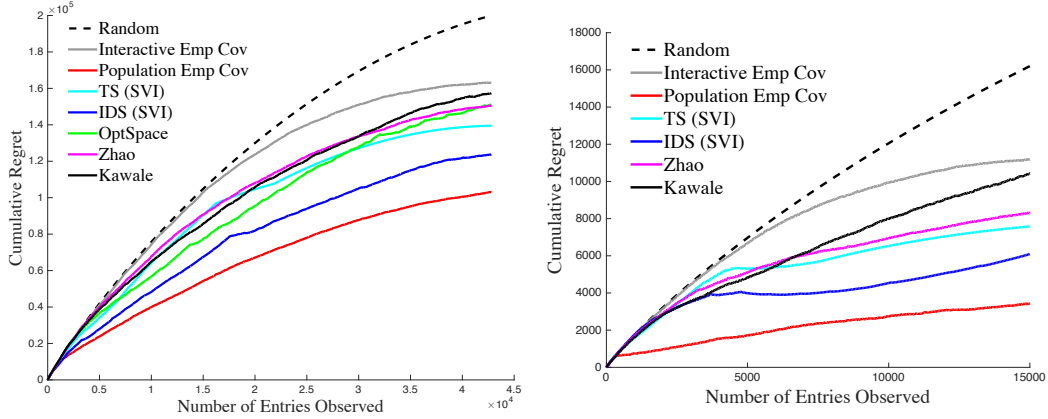 2 × 10⁵
1.8
1.6
1.4
1.2
1
0.8
0.6
0.4
0.2
0
Cumulative Regret
Random
Interactive Emp Cov
Population Emp Cov
TS (SVI)
IDS (SVI)
OptSpace
Zhao
Kawale
0 0.5 1 1.5 2 2.5 3 3.5 4 4.5
×10⁴
Number of Entries Observed
18000
16000
14000
12000
10000
8000
6000
4000
2000
0
Cumulative Regret
Random
Interactive Emp Cov
Population Emp Cov
TS (SVI)
IDS (SVI)
Zhao
Kawale
0 5000 10000 15000
Number of Entries Observed